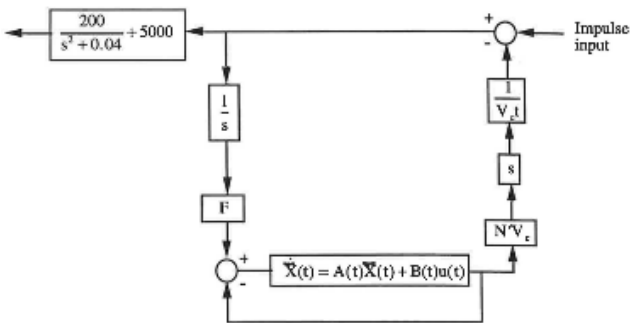 200
s² + 0.04
÷5000
+
-
Impulse
input
1
s
1
V_c t
s
F
N'V_c
+
-
Ẋ(t) = A(t)X̄(t) + B(t)u(t)